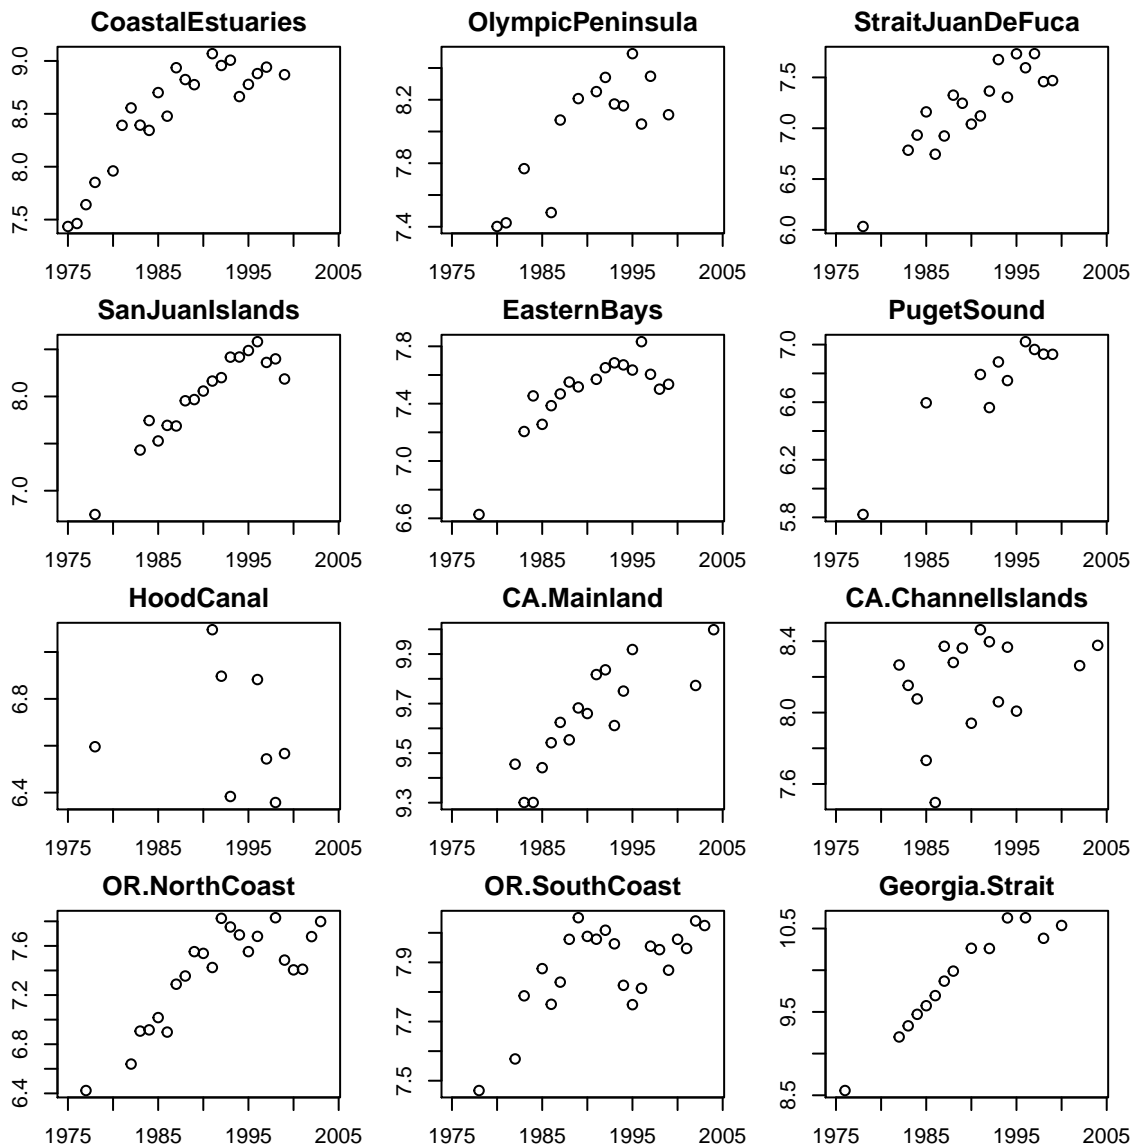 CoastalEstuaries
7.5 8.0 8.5 9.0
1975 1985 1995 2005
OlympicPeninsula
7.4 7.8 8.2
1975 1985 1995 2005
StraitJuanDeFuca
6.0 6.5 7.0 7.5
1975 1985 1995 2005
SanJuanIslands
7.0 8.0
1975 1985 1995 2005
EasternBays
6.6 7.0 7.4 7.8
1975 1985 1995 2005
PugetSound
5.8 6.2 6.6 7.0
1975 1985 1995 2005
HoodCanal
6.4 6.8
1975 1985 1995 2005
CA.Mainland
9.3 9.5 9.7 9.9
1975 1985 1995 2005
CA.ChannelIslands
7.6 8.0 8.4
1975 1985 1995 2005
OR.NorthCoast
6.4 6.8 7.2 7.6
1975 1985 1995 2005
OR.SouthCoast
7.5 7.7 7.9
1975 1985 1995 2005
Georgia.Strait
8.5 9.5 10.5
1975 1985 1995 2005